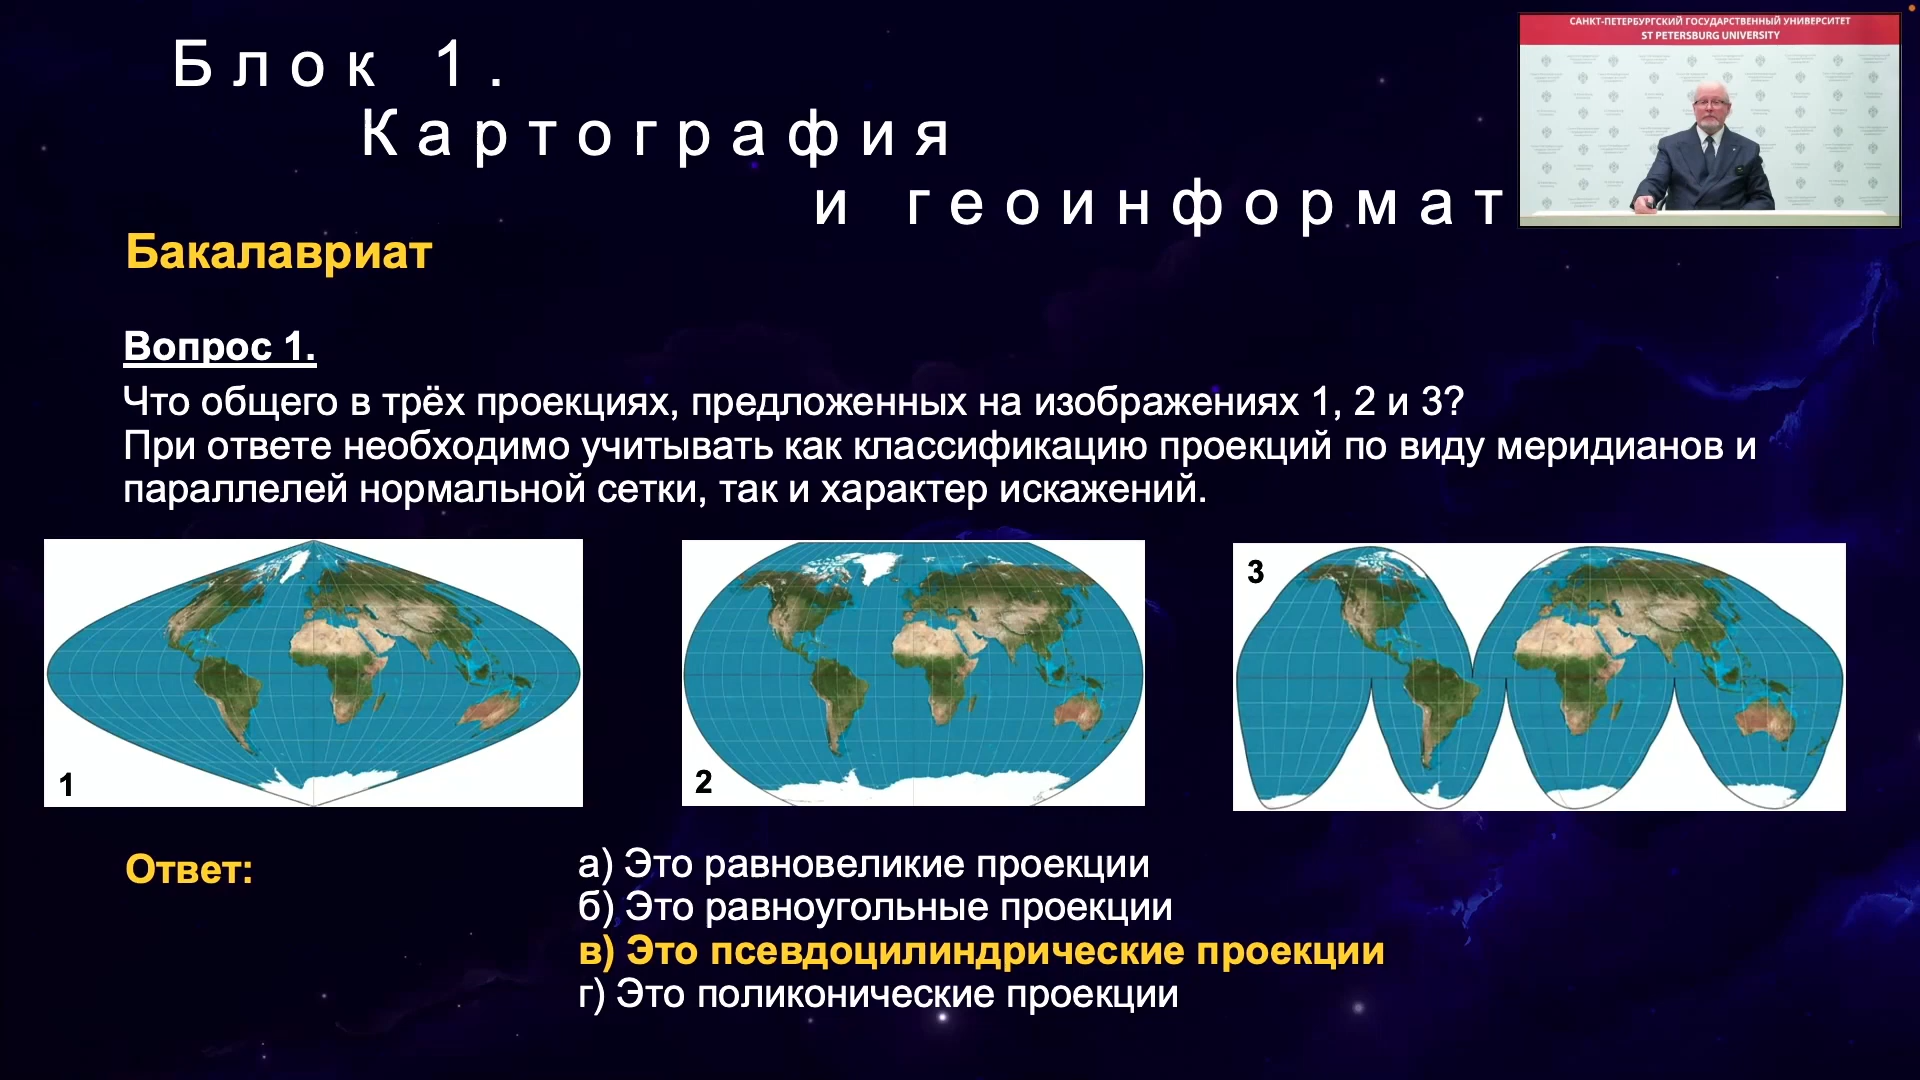 Блок 1.
Картография
и геоинформат
САНКТ-ПЕТЕРБУРГСКИЙ ГОСУДАРСТВЕННЫЙ УНИВЕРСИТЕТ
ST PETERSBURG UNIVERSITY
Бакалавриат
Вопрос 1.
Что общего в трёх проекциях, предложенных на изображениях 1, 2 и 3?
При ответе необходимо учитывать как классификацию проекций по виду меридианов и
параллелей нормальной сетки, так и характер искажений.
1
2
3
Ответ:
а) Это равновеликие проекции
б) Это равноугольные проекции
в) Это псевдоцилиндрические проекции
г) Это поликонические проекции